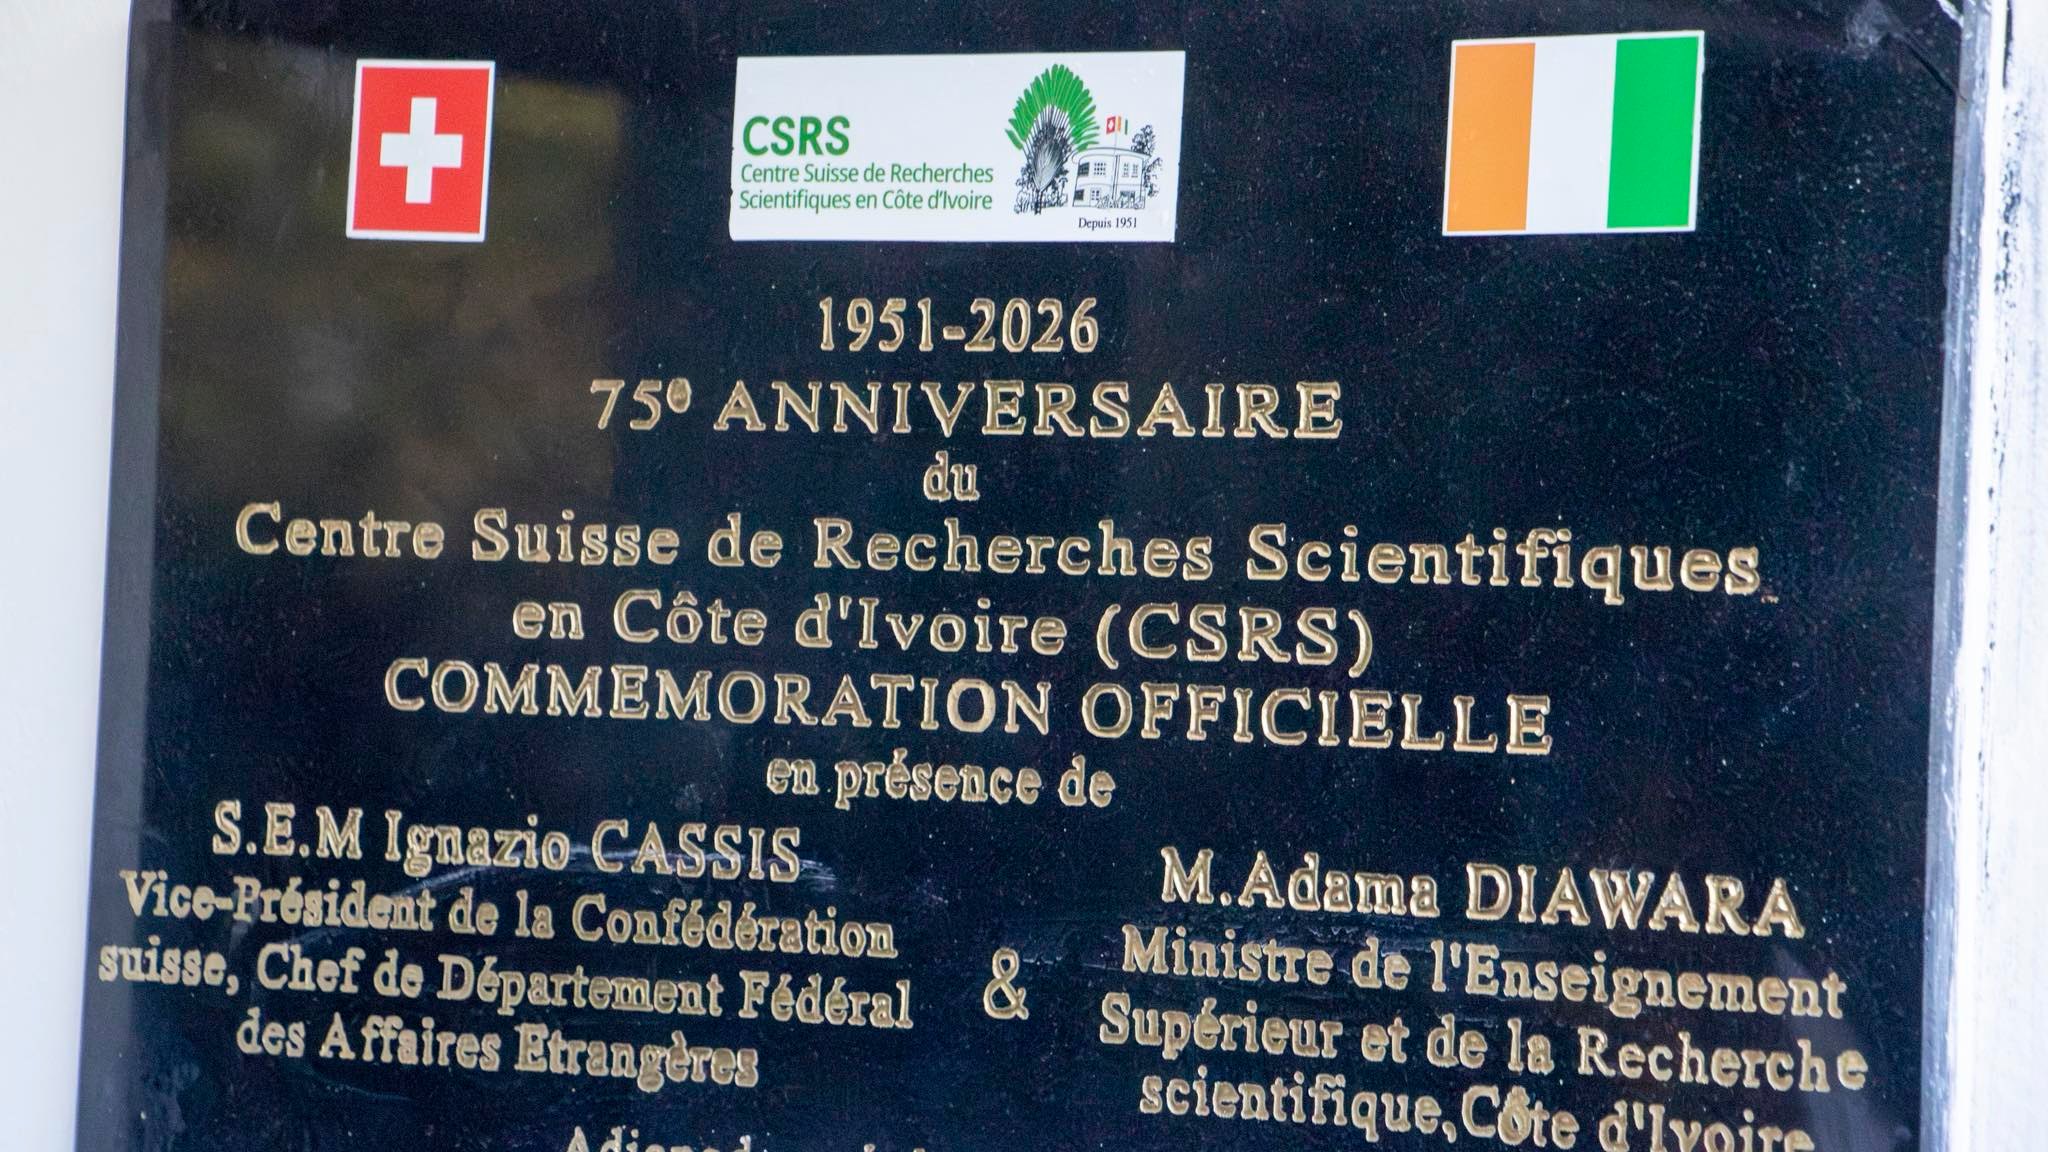 CSRS
Centre Suisse de Recherches
Scientifiques en Côte d'Ivoire
Depuis 1951
1951-2026
75º ANNIVERSAIRE
du
Centre Suisse de Recherches Scientifiques
en Côte d'Ivoire (CSRS)
COMMEMORATION OFFICIELLE
en présence de
S.E.M Ignazio CASSIS
Vice-Président de la Confédération
suisse, Chef de Département Fédéral
des Affaires Etrangères
&
M.Adama DIAWARA
Ministre de l'Enseignement
Supérieur et de la Recherche
scientifique, Côte d'Ivoire